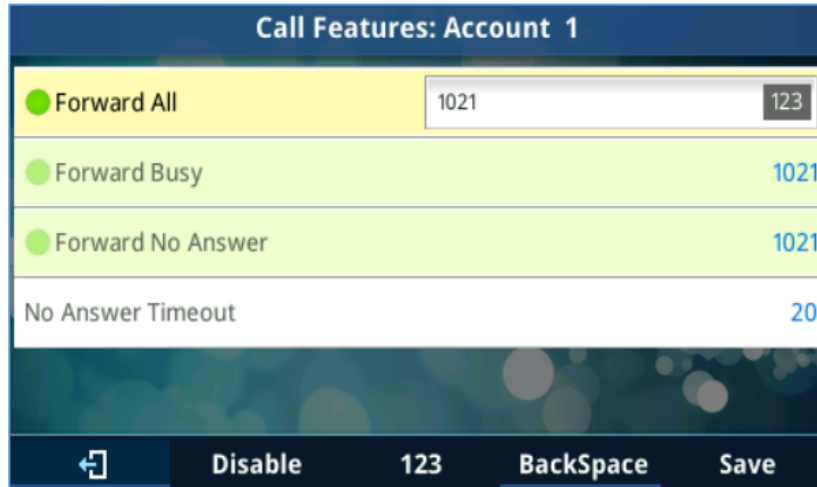 Call Features: Account 1
Forward All 1021 123
Forward Busy 1021
Forward No Answer 1021
No Answer Timeout 20
Disable 123 BackSpace Save